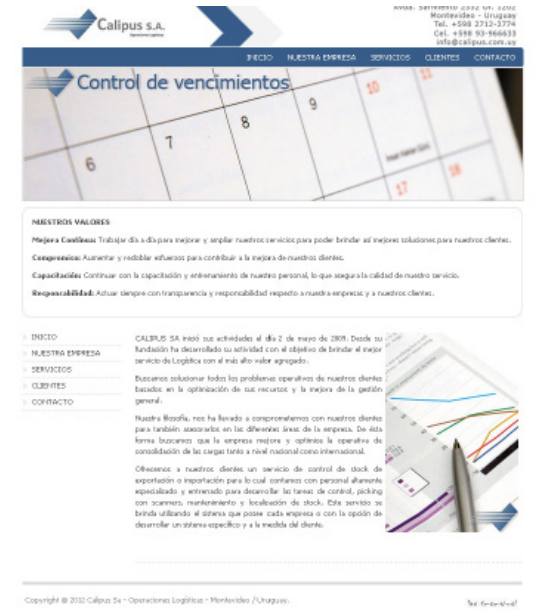 Calipus S.A.
Operaciones Logísticas
Montevideo - Uruguay
Tel. +598 2712-3774
Cel. +598 93-966633
info@calipus.com.uy
INICIO NUESTRA EMPRESA SERVICIOS CLIENTES CONTACTO
Control de vencimientos
6 7 8 9 10 11
17 18
NUESTROS VALORES
Mejora Continua: Trabajar día a día para mejorar y ampliar nuestros servicios para poder brindar así mejores soluciones para nuestros clientes.
Compromiso: Aumentar y redoblar esfuerzos para contribuir a la mejora de nuestros clientes.
Capacitación: Continuar con la capacitación y entrenamiento de nuestro personal, lo que asegura la calidad de nuestro servicio.
Responsabilidad: Actuar siempre con transparencia y responsabilidad respecto a nuestra empresas y a nuestros clientes.
INICIO
NUESTRA EMPRESA
SERVICIOS
CLIENTES
CONTACTO
CALIPUS SA inició sus actividades el día 2 de mayo de 2009. Desde su
fundación ha desarrollado su actividad con el objetivo de brindar el mejor
servicio de Logística con el más alto valor agregado.
Buscamos solucionar todos los problemas operativos de nuestros clientes
basados en la optimización de sus recursos y la mejora de la gestión
general.
Nuestra filosofía, nos ha llevado a comprometernos con nuestros clientes
para también asesorarlos en las diferentes áreas de la empresa. De ésta
forma buscamos que la empresa mejore y optimice la operativa de
consolidación de las cargas tanto a nivel nacional como internacional.
Ofrecemos a nuestros clientes un servicio de control de stock de
exportación o importación para lo cual contamos con personal altamente
especializado y entrenado para desarrollar las tareas de control, picking
con scanners, mantenimiento y localización de stock. Este servicio se
brinda utilizando el sistema que posee cada empresa o con la opción de
desarrollar un sistema específico y a la medida del cliente.
Copyright @ 2012 Calipus Sa - Operaciones Logísticas - Montevideo / Uruguay.